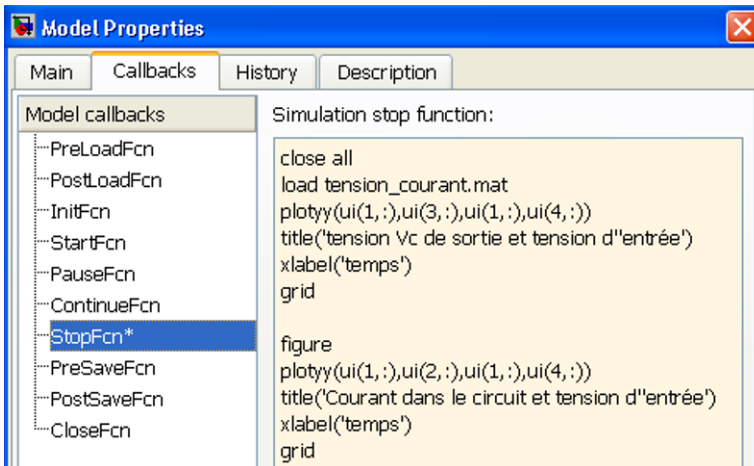 Model Properties
Main Callbacks History Description
Model callbacks
PreLoadFcn
PostLoadFcn
InitFcn
StartFcn
PauseFcn
ContinueFcn
StopFcn*
PreSaveFcn
PostSaveFcn
CloseFcn
Simulation stop function:
close all
load tension_courant.mat
plotyy(ui(1,:),ui(3,:),ui(1,:),ui(4,:))
title('tension Vc de sortie et tension d''entrée')
xlabel('temps')
grid
figure
plotyy(ui(1,:),ui(2,:),ui(1,:),ui(4,:))
title('Courant dans le circuit et tension d''entrée')
xlabel('temps')
grid